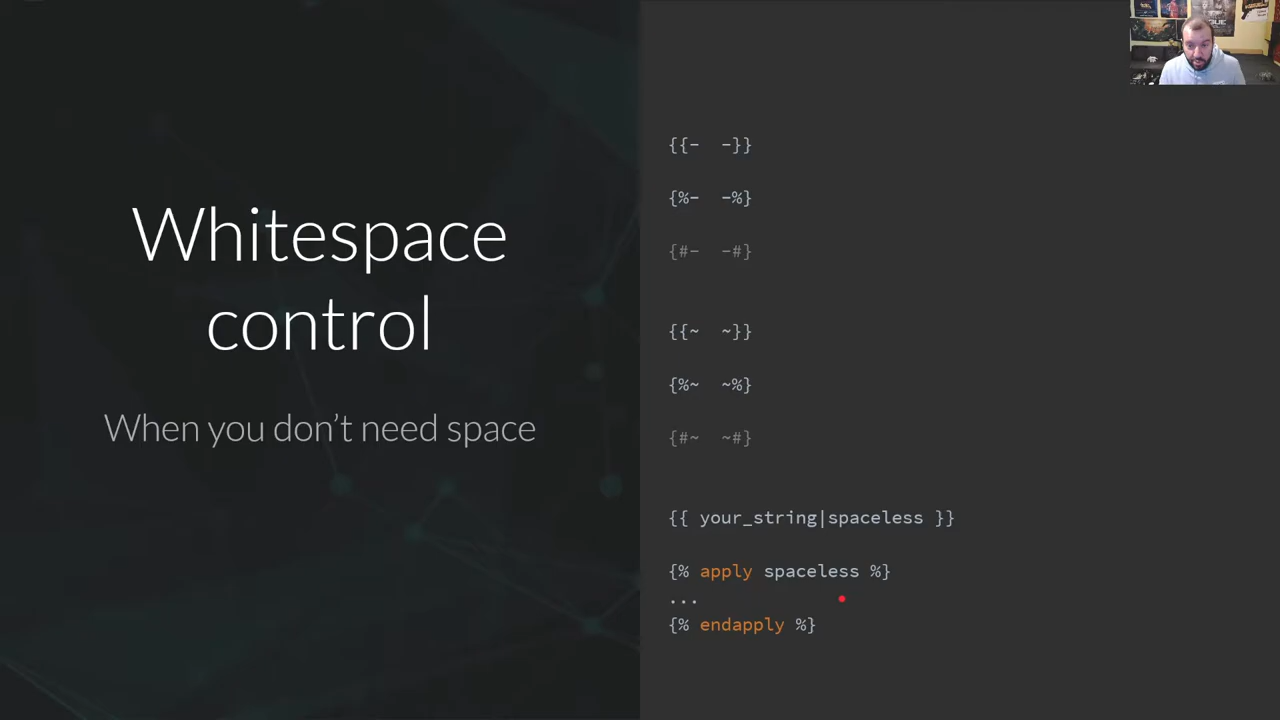 Whitespace
control
When you don't need space
{{-  -}}
{%-  -%}
{#-  -#}
{{~  ~}}
{%~  ~%}
{#~  ~#}
{{ your_string|spaceless }}
{% apply spaceless %}
...
{% endapply %}